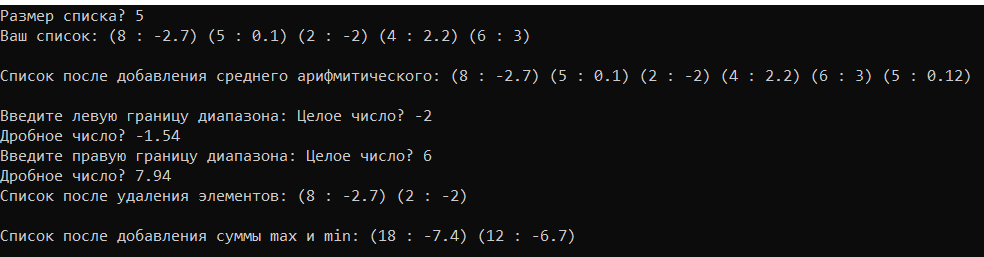 Размер списка? 5
Ваш список: (8 : -2.7) (5 : 0.1) (2 : -2) (4 : 2.2) (6 : 3)
Список после добавления среднего арифмитического: (8 : -2.7) (5 : 0.1) (2 : -2) (4 : 2.2) (6 : 3) (5 : 0.12)
Введите левую границу диапазона: Целое число? -2
Дробное число? -1.54
Введите правую границу диапазона: Целое число? 6
Дробное число? 7.94
Список после удаления элементов: (8 : -2.7) (2 : -2)
Список после добавления суммы max и min: (18 : -7.4) (12 : -6.7)